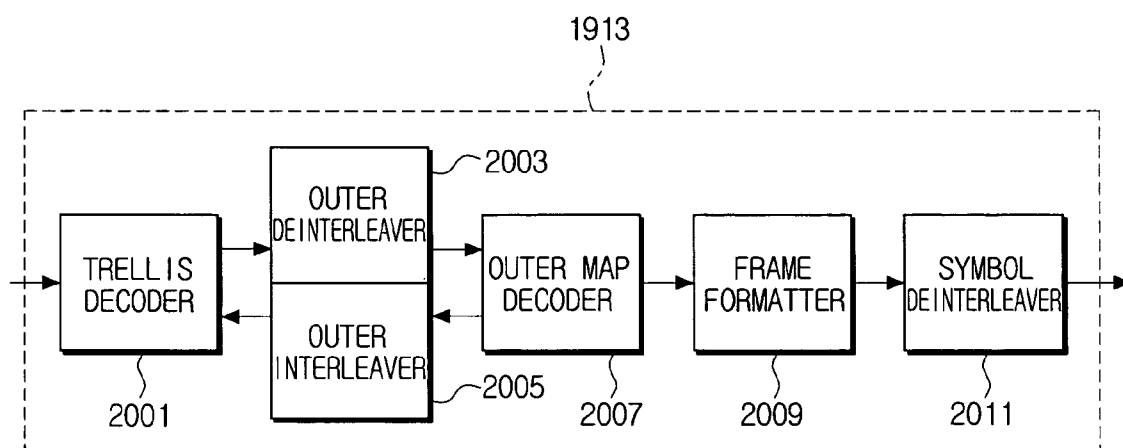 1913
2003
OUTER
DEINTERLEAVER
TRELLIS
DECODER
OUTER MAP
DECODER
FRAME
FORMATTER
SYMBOL
DEINTERLEAVER
OUTER
INTERLEAVER
2005
2001
2007
2009
2011